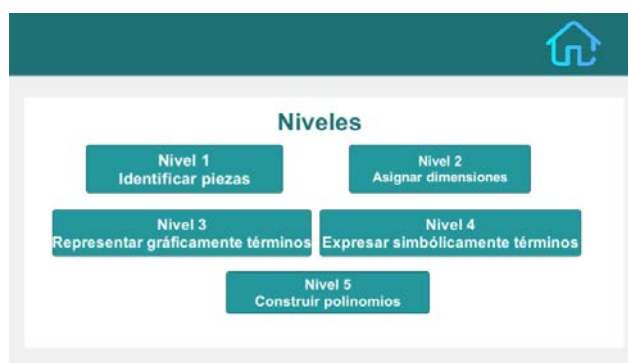 Niveles
Nivel 1
Identificar piezas
Nivel 2
Asignar dimensiones
Nivel 3
Representar gráficamente términos
Nivel 4
Expresar simbólicamente términos
Nivel 5
Construir polinomios